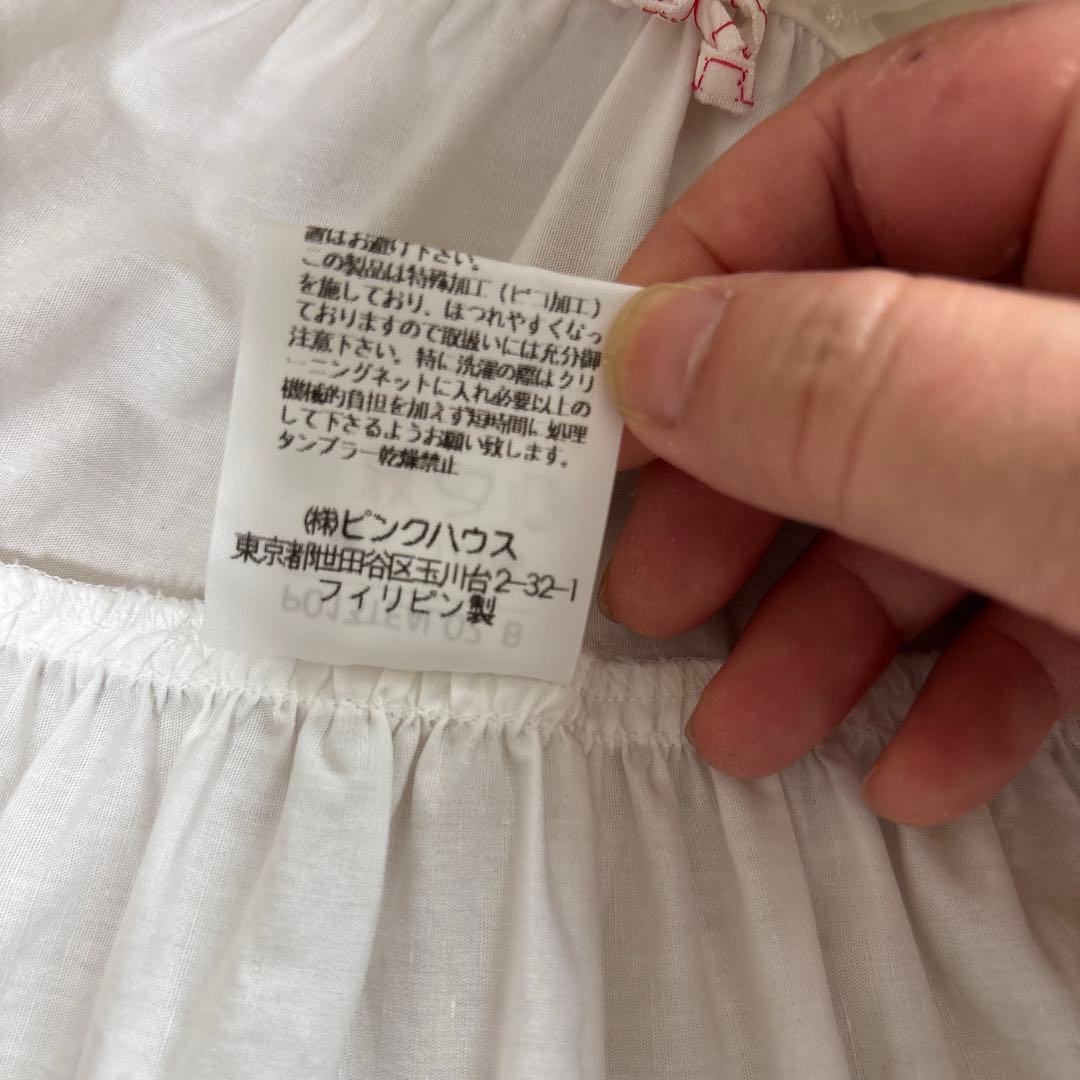 置はお避け下さい。
この製品は特殊加工（ピコ加工）
を施しており、ほつれやすくなっ
ておりますので取扱いには充分御
注意下さい。特に洗濯の際はクリ
ーニングネットに入れ必要以上の
機械的負担を加えず短時間に処理
して下さるようお願い致します。
タンブラー乾燥禁止
㈱ピンクハウス
東京都世田谷区玉川台2-32-1
フィリピン製